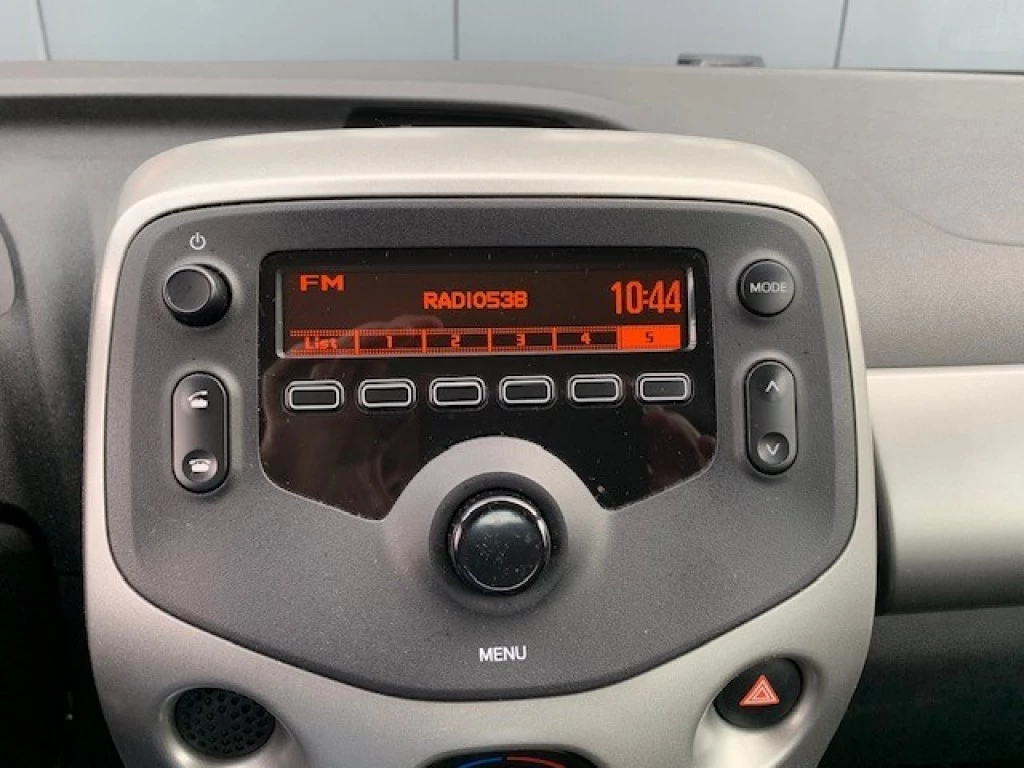 FM
RADIO538
10:44
List 1 2 3 4 5
MODE
MENU